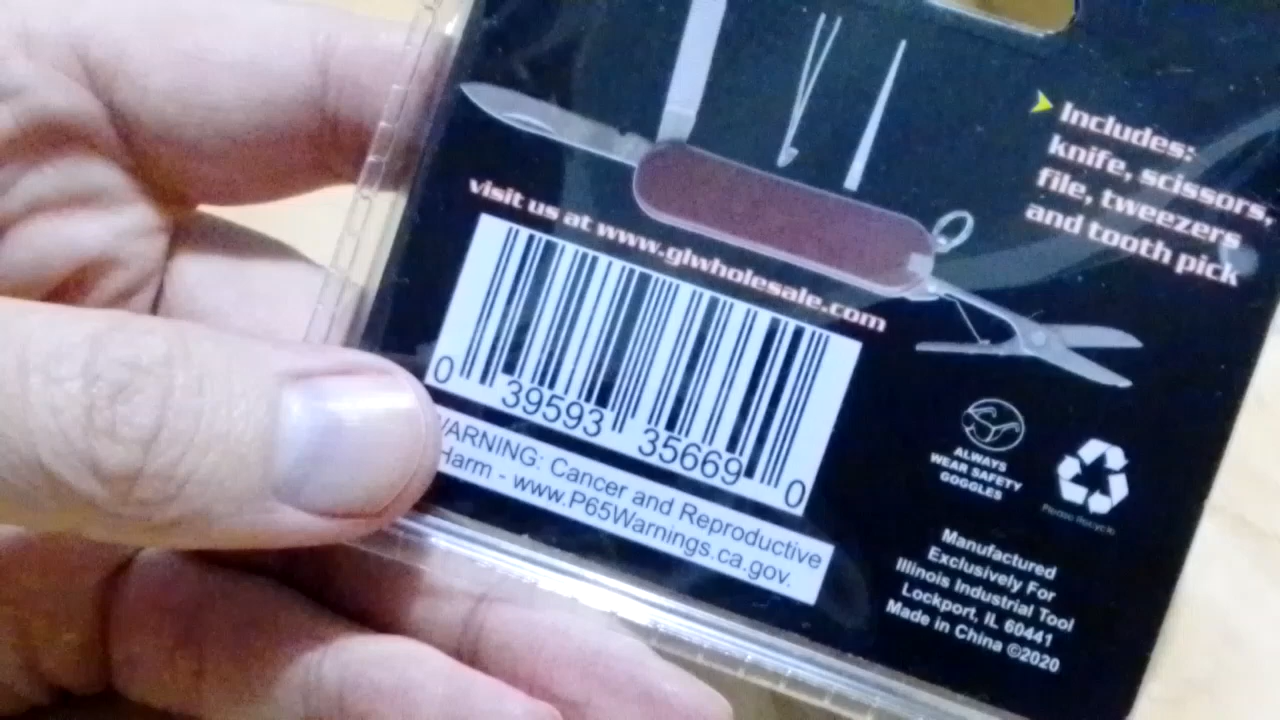 Includes:
knife, scissors,
file, tweezers
and tooth pick
visit us at www.glwholesale.com
0 39593 35669 0
WARNING: Cancer and Reproductive
Harm - www.P65Warnings.ca.gov.
ALWAYS
WEAR SAFETY
GOGGLES
Please Recycle
Manufactured
Exclusively For
Illinois Industrial Tool
Lockport, IL 60441
Made in China ©2020